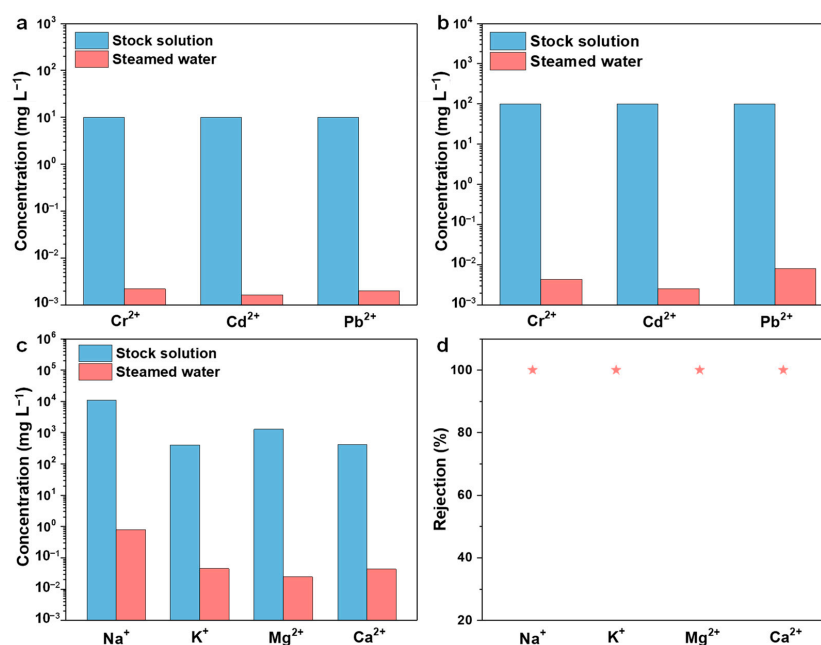 a
Stock solution
Steamed water
Concentration (mg L⁻¹)
10³
10²
10¹
10⁰
10⁻¹
10⁻²
10⁻³
Cr²⁺ Cd²⁺ Pb²⁺
b
Stock solution
Steamed water
Concentration (mg L⁻¹)
10⁴
10³
10²
10¹
10⁰
10⁻¹
10⁻²
10⁻³
Cr²⁺ Cd²⁺ Pb²⁺
c
Stock solution
Steamed water
Concentration (mg L⁻¹)
10⁶
10⁵
10⁴
10³
10²
10¹
10⁰
10⁻¹
10⁻²
10⁻³
Na⁺ K⁺ Mg²⁺ Ca²⁺
d
Rejection (%)
100
80
60
40
20
Na⁺ K⁺ Mg²⁺ Ca²⁺